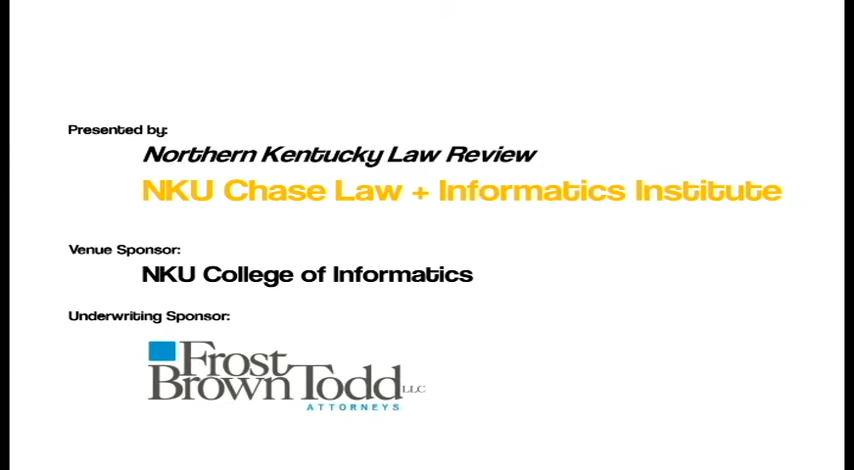 Presented by:
Northern Kentucky Law Review
NKU Chase Law + Informatics Institute
Venue Sponsor:
NKU College of Informatics
Underwriting Sponsor:
Frost
Brown Todd LLC
ATTORNEYS